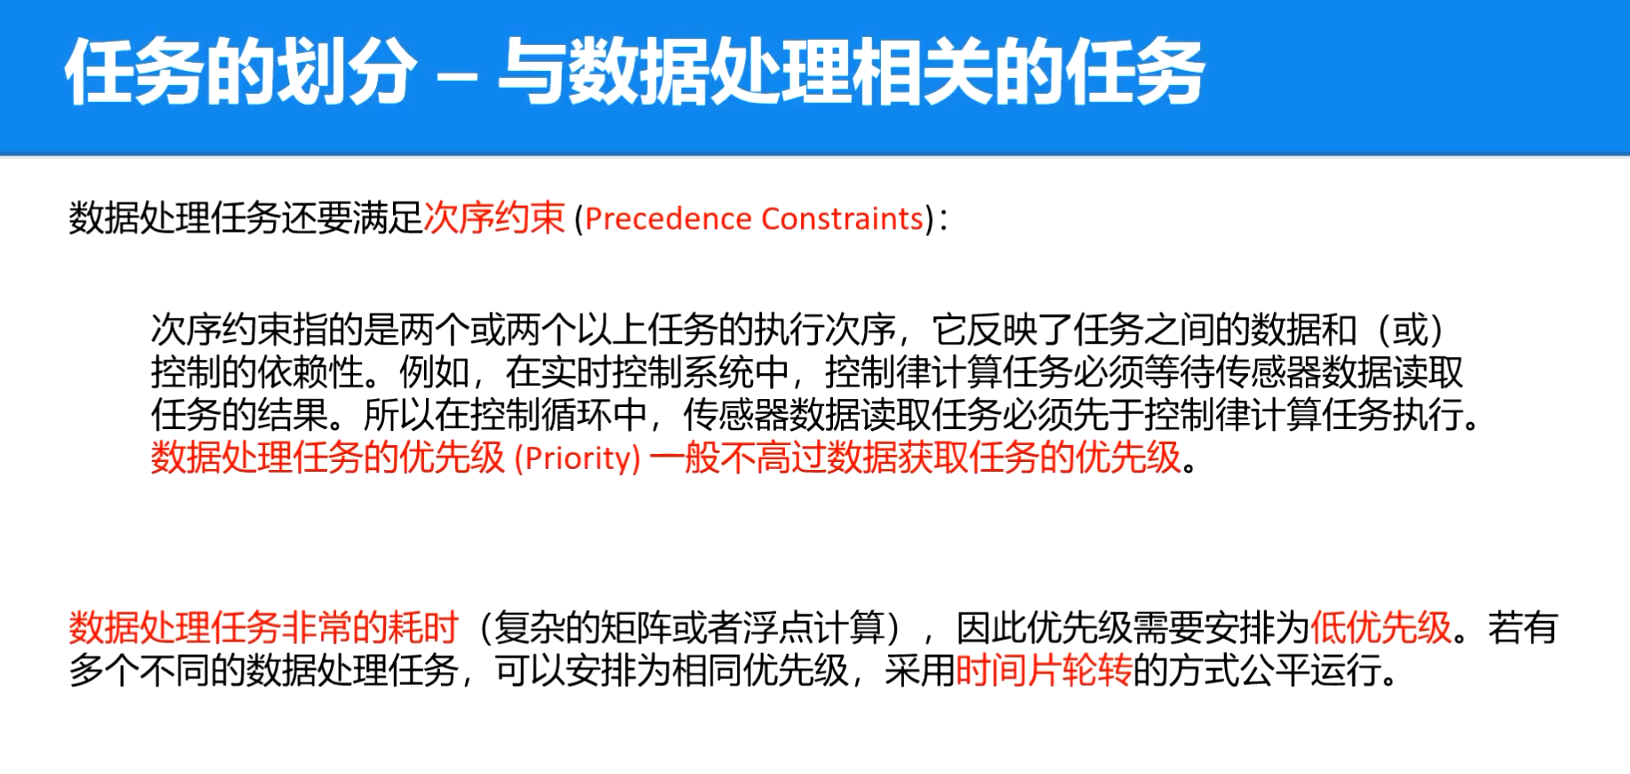 任务的划分 – 与数据处理相关的任务
数据处理任务还要满足次序约束 (Precedence Constraints)：
次序约束指的是两个或两个以上任务的执行次序，它反映了任务之间的数据和（或）
控制的依赖性。例如，在实时控制系统中，控制律计算任务必须等待传感器数据读取
任务的结果。所以在控制循环中，传感器数据读取任务必须先于控制律计算任务执行。
数据处理任务的优先级 (Priority) 一般不高过数据获取任务的优先级。
数据处理任务非常的耗时（复杂的矩阵或者浮点计算），因此优先级需要安排为低优先级。若有
多个不同的数据处理任务，可以安排为相同优先级，采用时间片轮转的方式公平运行。